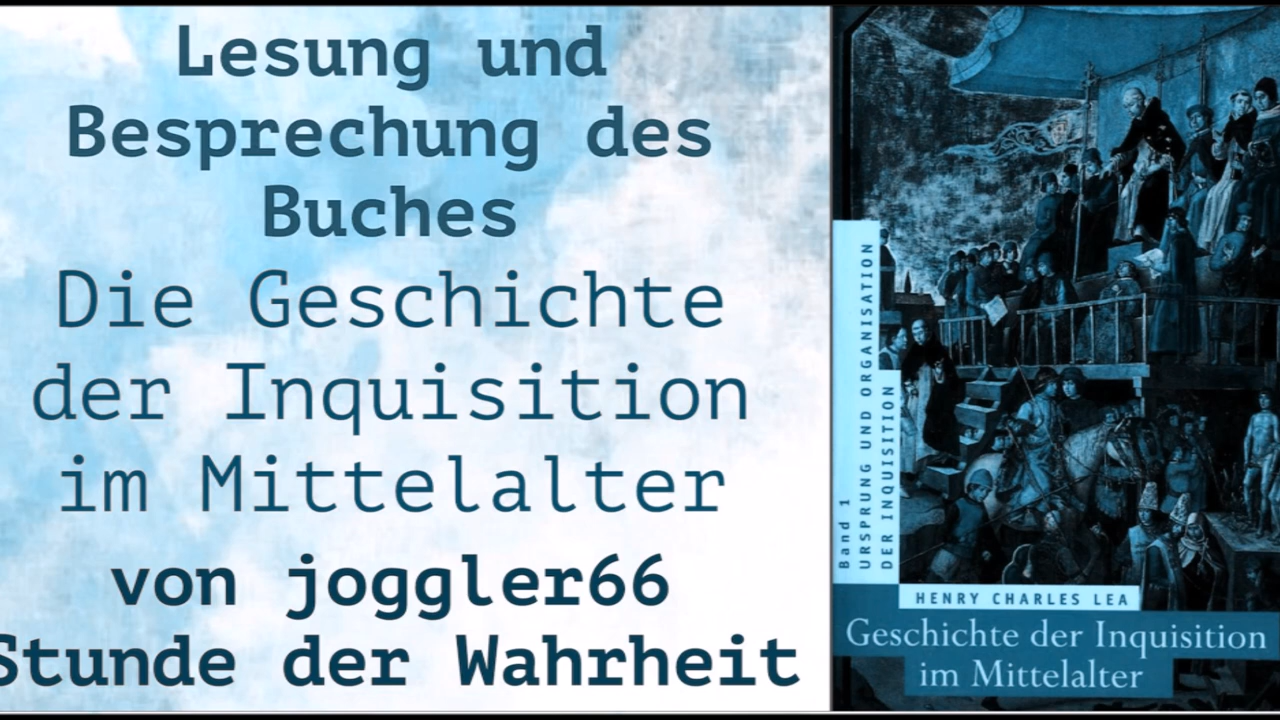 Lesung und
Besprechung des
Buches
Die Geschichte
der Inquisition
im Mittelalter
von joggler66
Stunde der Wahrheit
Band 1
URSPRUNG UND ORGANISATION
DER INQUISITION
HENRY CHARLES LEA
Geschichte der Inquisition
im Mittelalter